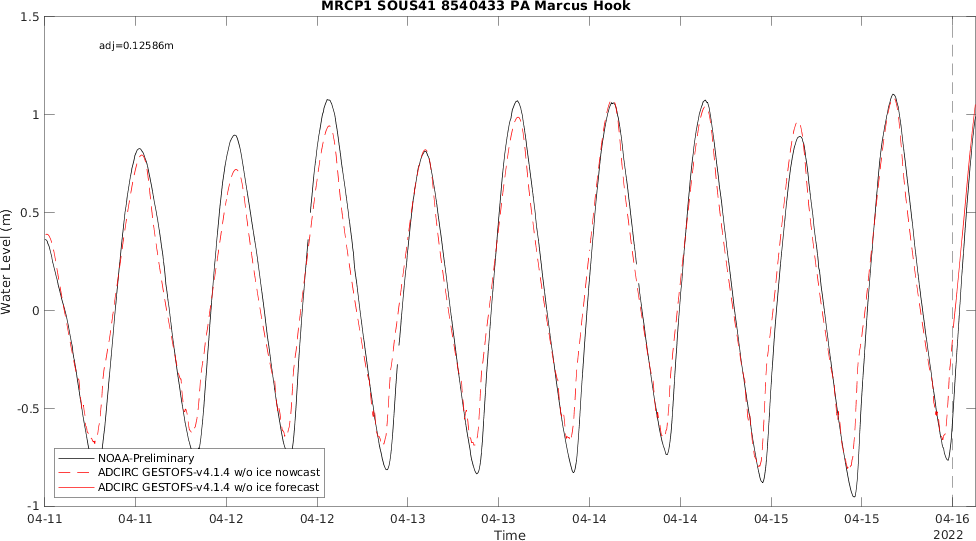 MRCP1 SOUS41 8540433 PA Marcus Hook
adj=0.12586m
1.5
1
0.5
0
-0.5
-1
Water Level (m)
NOAA-Preliminary
ADCIRC GESTOFS-v4.1.4 w/o ice nowcast
ADCIRC GESTOFS-v4.1.4 w/o ice forecast
04-11 04-11 04-12 04-12 04-13 04-13 04-14 04-14 04-15 04-15 04-16
Time 2022